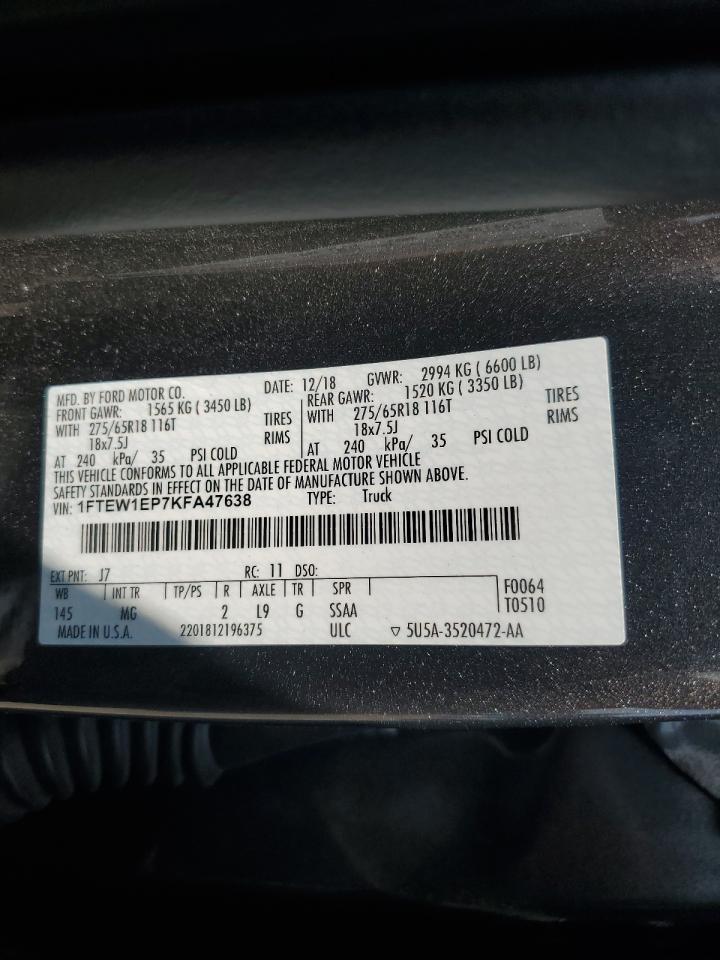 MFD. BY FORD MOTOR CO. DATE: 12/18 GVWR: 2994 KG ( 6600 LB)
FRONT GAWR: 1565 KG ( 3450 LB) REAR GAWR: 1520 KG ( 3350 LB)
WITH 275/65R18 116T TIRES WITH 275/65R18 116T TIRES
18x7.5J RIMS 18x7.5J RIMS
AT 240 kPa/ 35 PSI COLD AT 240 kPa/ 35 PSI COLD
THIS VEHICLE CONFORMS TO ALL APPLICABLE FEDERAL MOTOR VEHICLE
SAFETY STANDARDS IN EFFECT ON THE DATE OF MANUFACTURE SHOWN ABOVE.
VIN: 1FTEW1EP7KFA47638 TYPE: Truck
EXT PNT: J7 RC: 11 DSO:
WB INT TR TP/PS R AXLE TR SPR F0064
145 MG 2 L9 G SSAA T0510
MADE IN U.S.A. 2201812196375 ULC ▽ 5U5A-3520472-AA